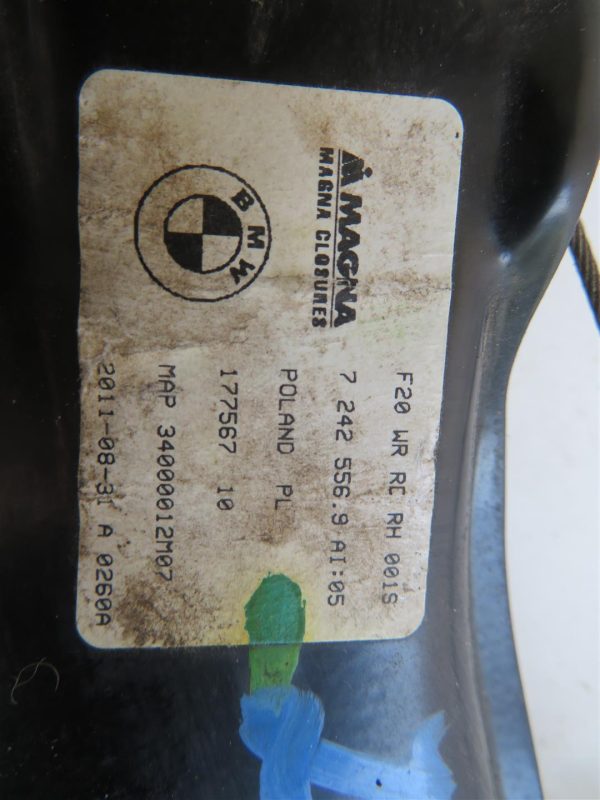 MAGNA
MAGNA CLOSURES
BMW
F20 WR RC RH 001S
7 242 556.9 AI:05
POLAND PL
177567 10
MAP 34000012M07
2011-08-31 A 0260A